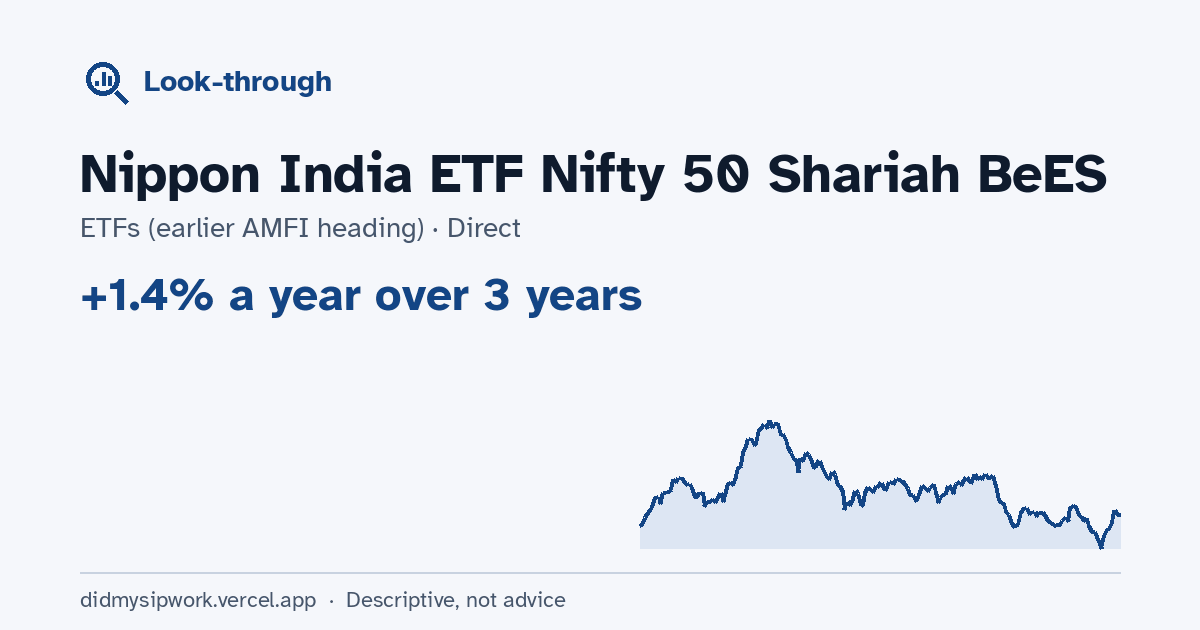 Look-through
Nippon India ETF Nifty 50 Shariah BeES
ETFs (earlier AMFI heading) · Direct
+1.4% a year over 3 years
didmysipwork.vercel.app · Descriptive, not advice